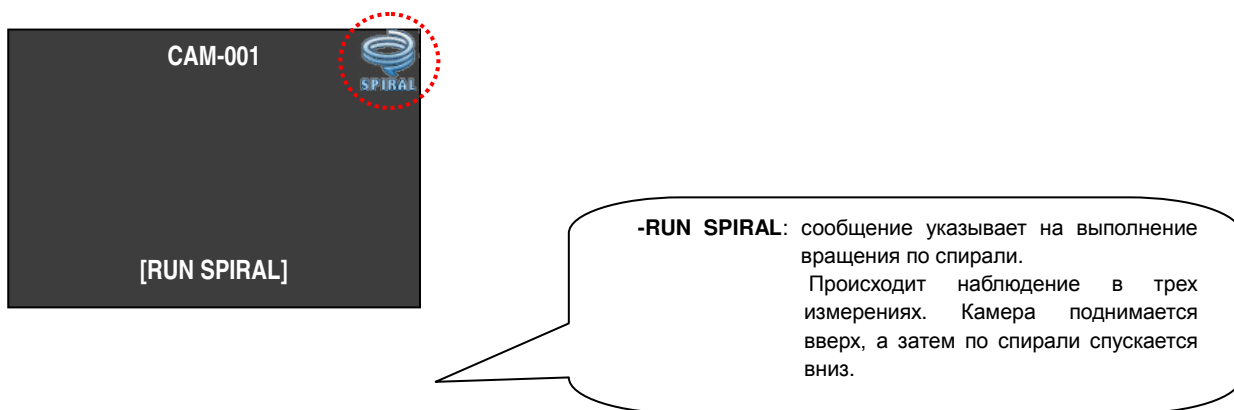 CAM-001
SPIRAL
[RUN SPIRAL]
-RUN SPIRAL: сообщение указывает на выполнение
вращения по спирали.
Происходит наблюдение в трех
измерениях. Камера поднимается
вверх, а затем по спирали спускается
вниз.